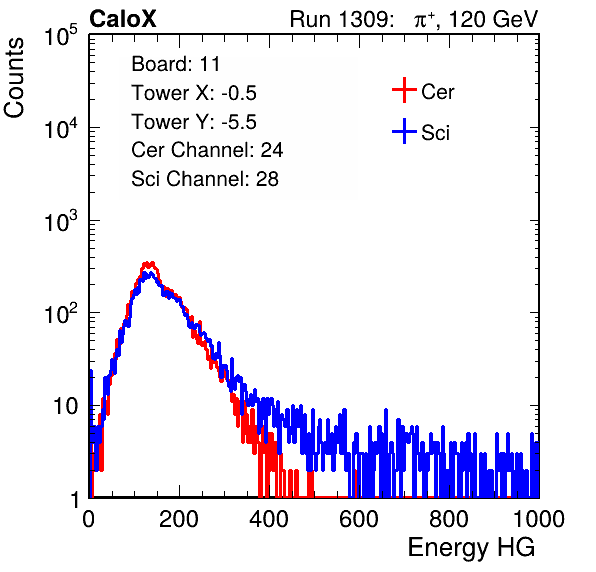 CaloX Run 1309: π⁺, 120 GeV
Board: 11
Tower X: -0.5
Tower Y: -5.5
Cer Channel: 24
Sci Channel: 28
Cer
Sci
Counts
10⁵
10⁴
10³
10²
10
1
0 200 400 600 800 1000
Energy HG